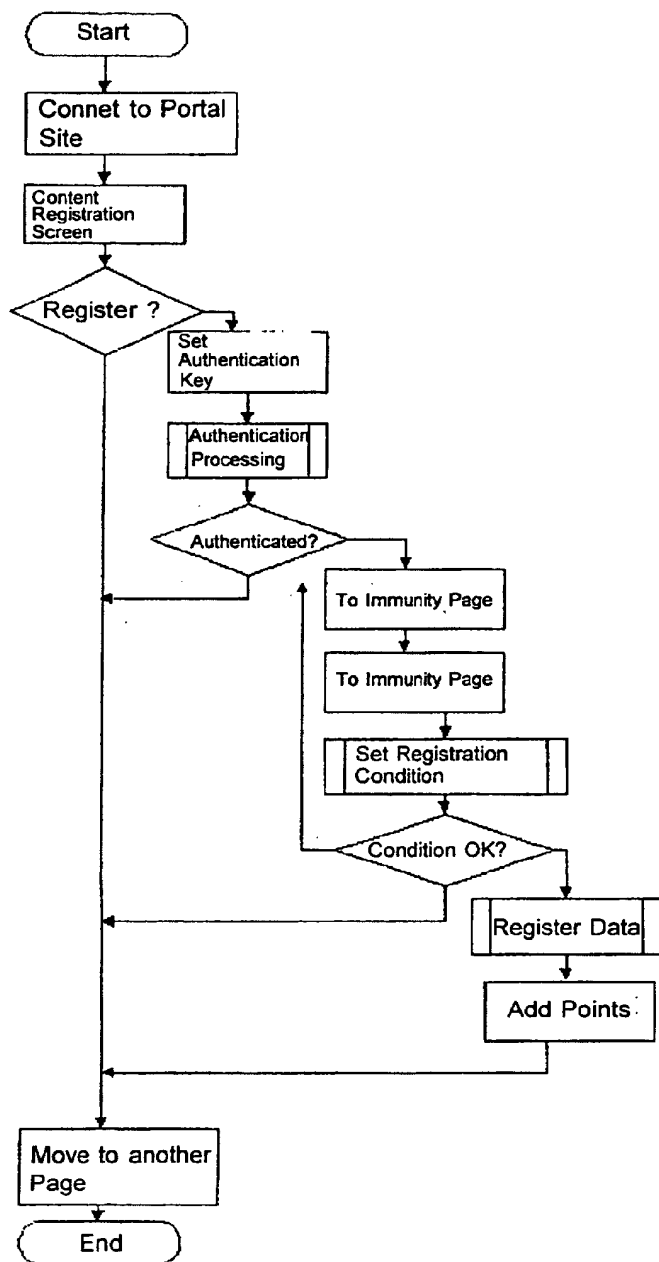 Start
Connet to Portal
Site
Content
Registration
Screen
Register ?
Set
Authentication
Key
Authentication
Processing
Authenticated?
To Immunity Page
To Immunity Page
Set Registration
Condition
Condition OK?
Register Data
Add Points
Move to another
Page
End